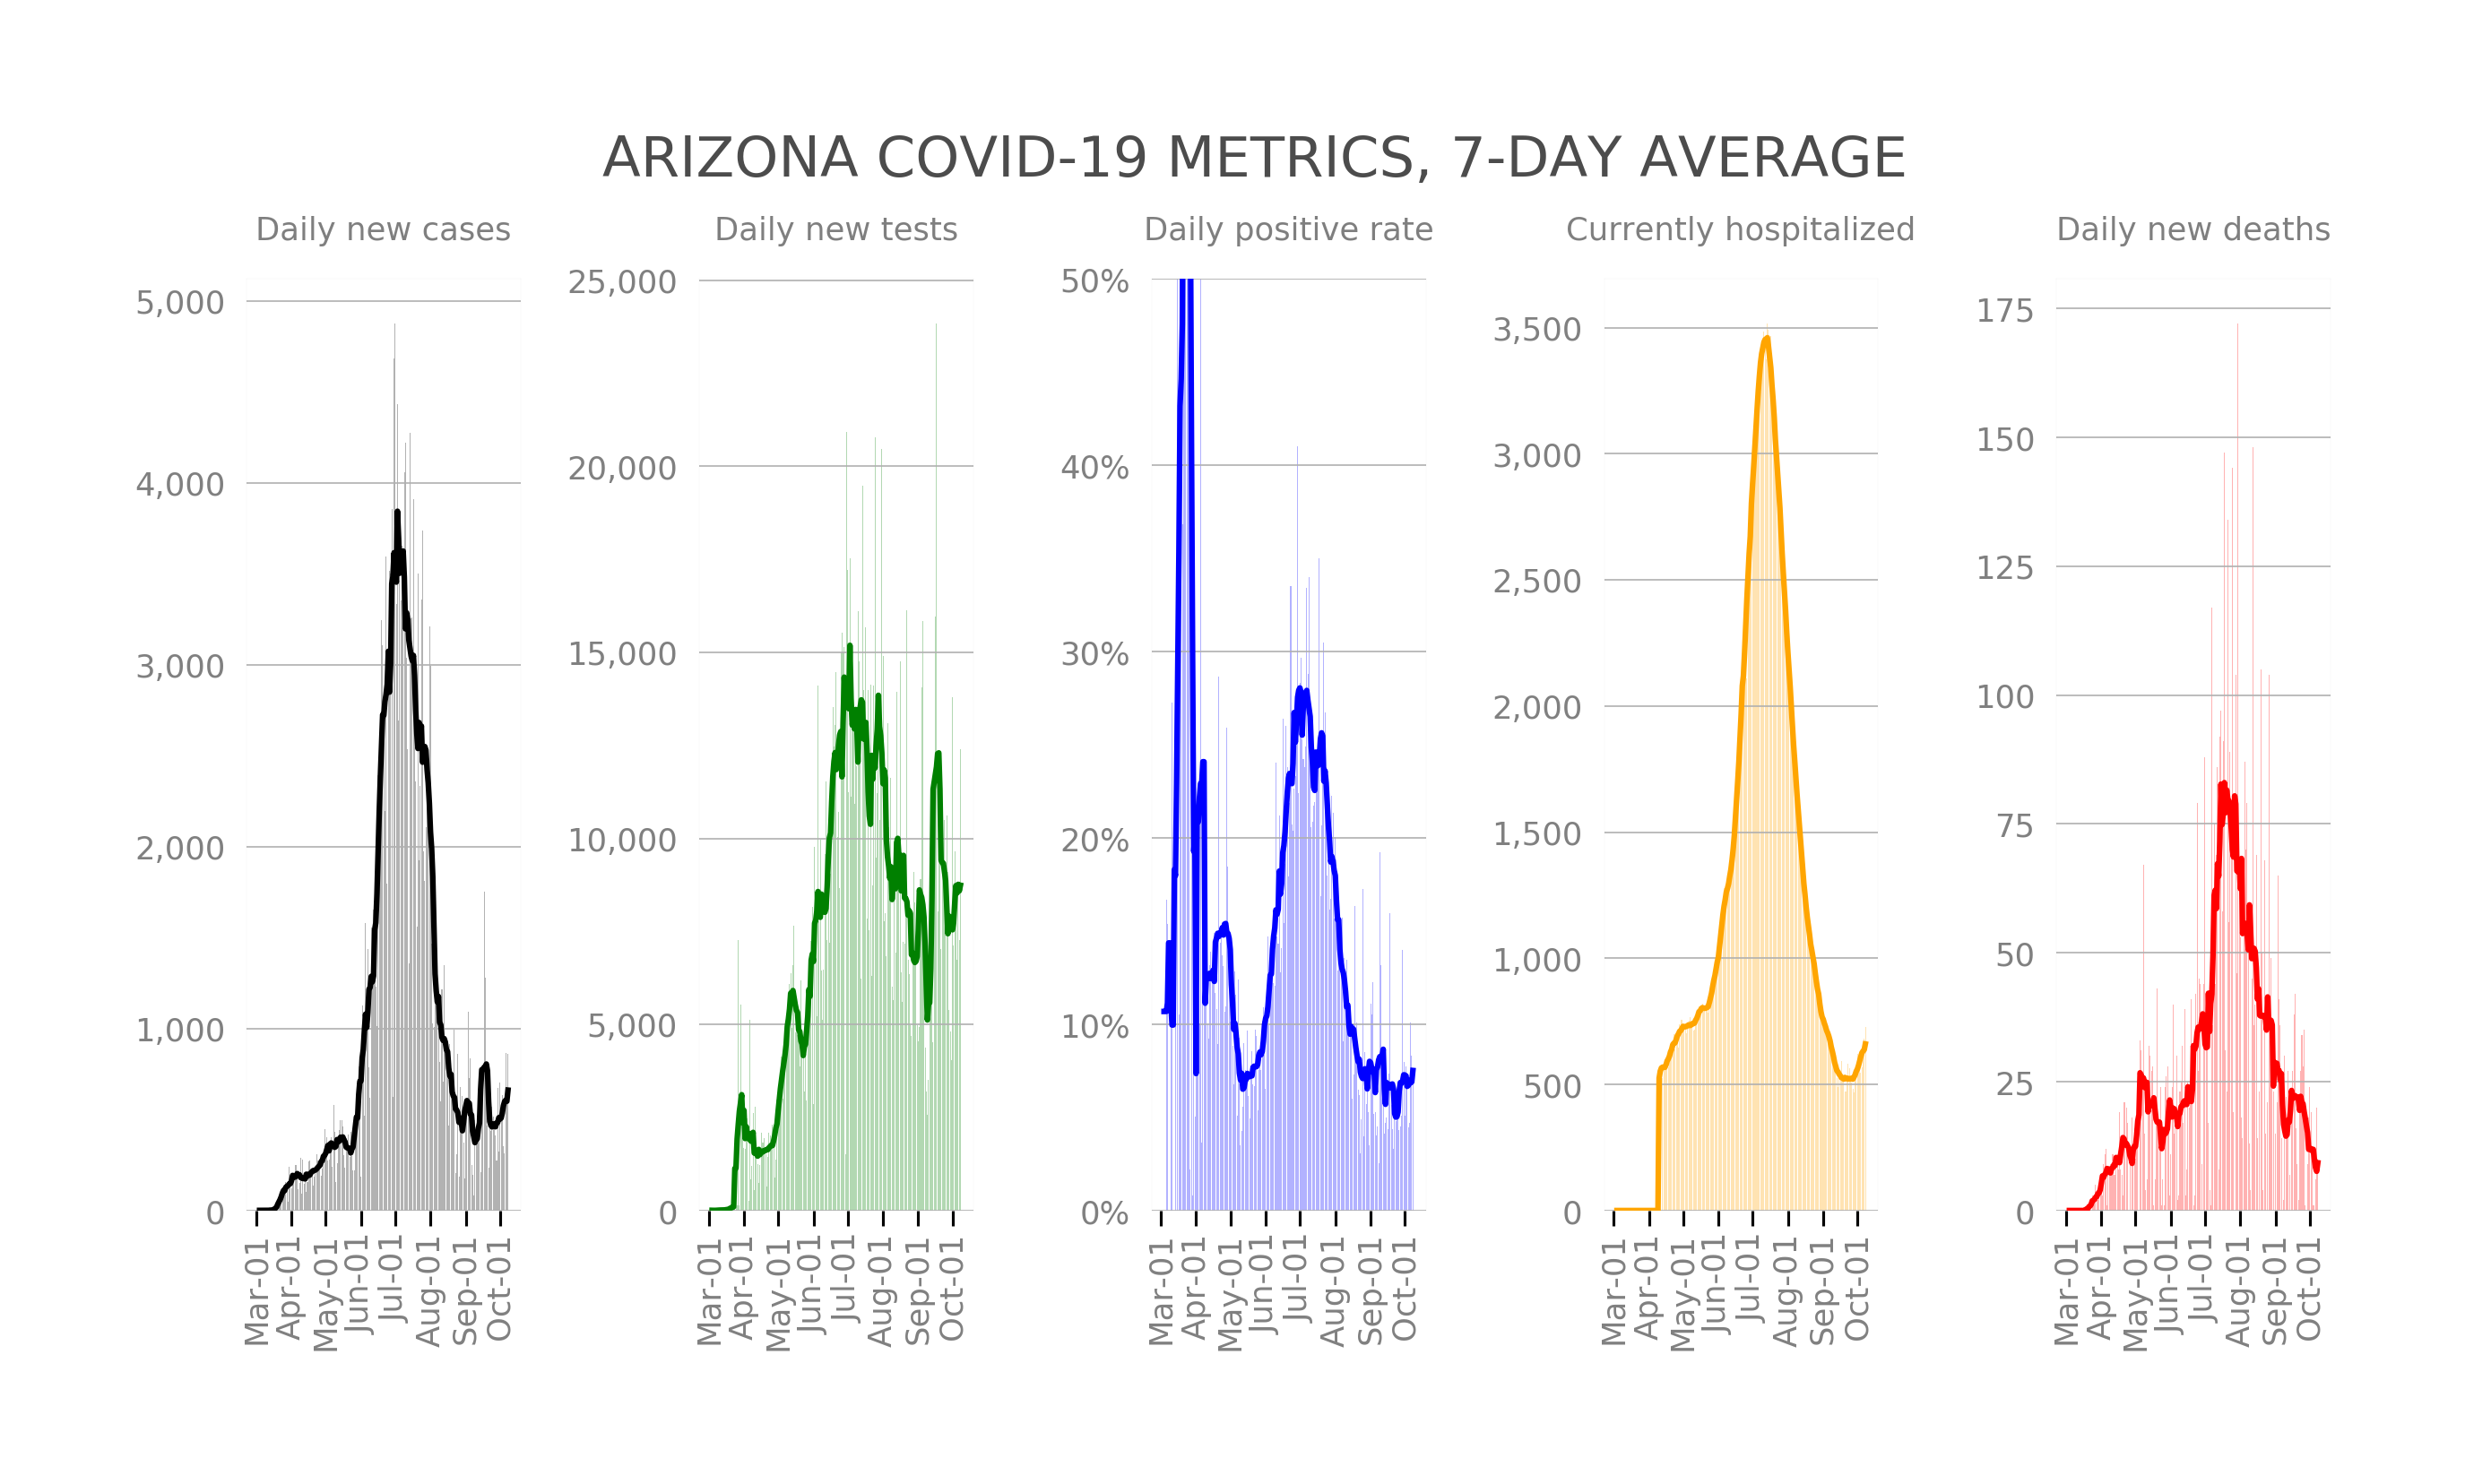 ARIZONA COVID-19 METRICS, 7-DAY AVERAGE
Daily new cases
5,000
4,000
3,000
2,000
1,000
0
Mar-01
Apr-01
May-01
Jun-01
Jul-01
Aug-01
Sep-01
Oct-01
Daily new tests
25,000
20,000
15,000
10,000
5,000
0
Mar-01
Apr-01
May-01
Jun-01
Jul-01
Aug-01
Sep-01
Oct-01
Daily positive rate
50%
40%
30%
20%
10%
0%
Mar-01
Apr-01
May-01
Jun-01
Jul-01
Aug-01
Sep-01
Oct-01
Currently hospitalized
3,500
3,000
2,500
2,000
1,500
1,000
500
0
Mar-01
Apr-01
May-01
Jun-01
Jul-01
Aug-01
Sep-01
Oct-01
Daily new deaths
175
150
125
100
75
50
25
0
Mar-01
Apr-01
May-01
Jun-01
Jul-01
Aug-01
Sep-01
Oct-01